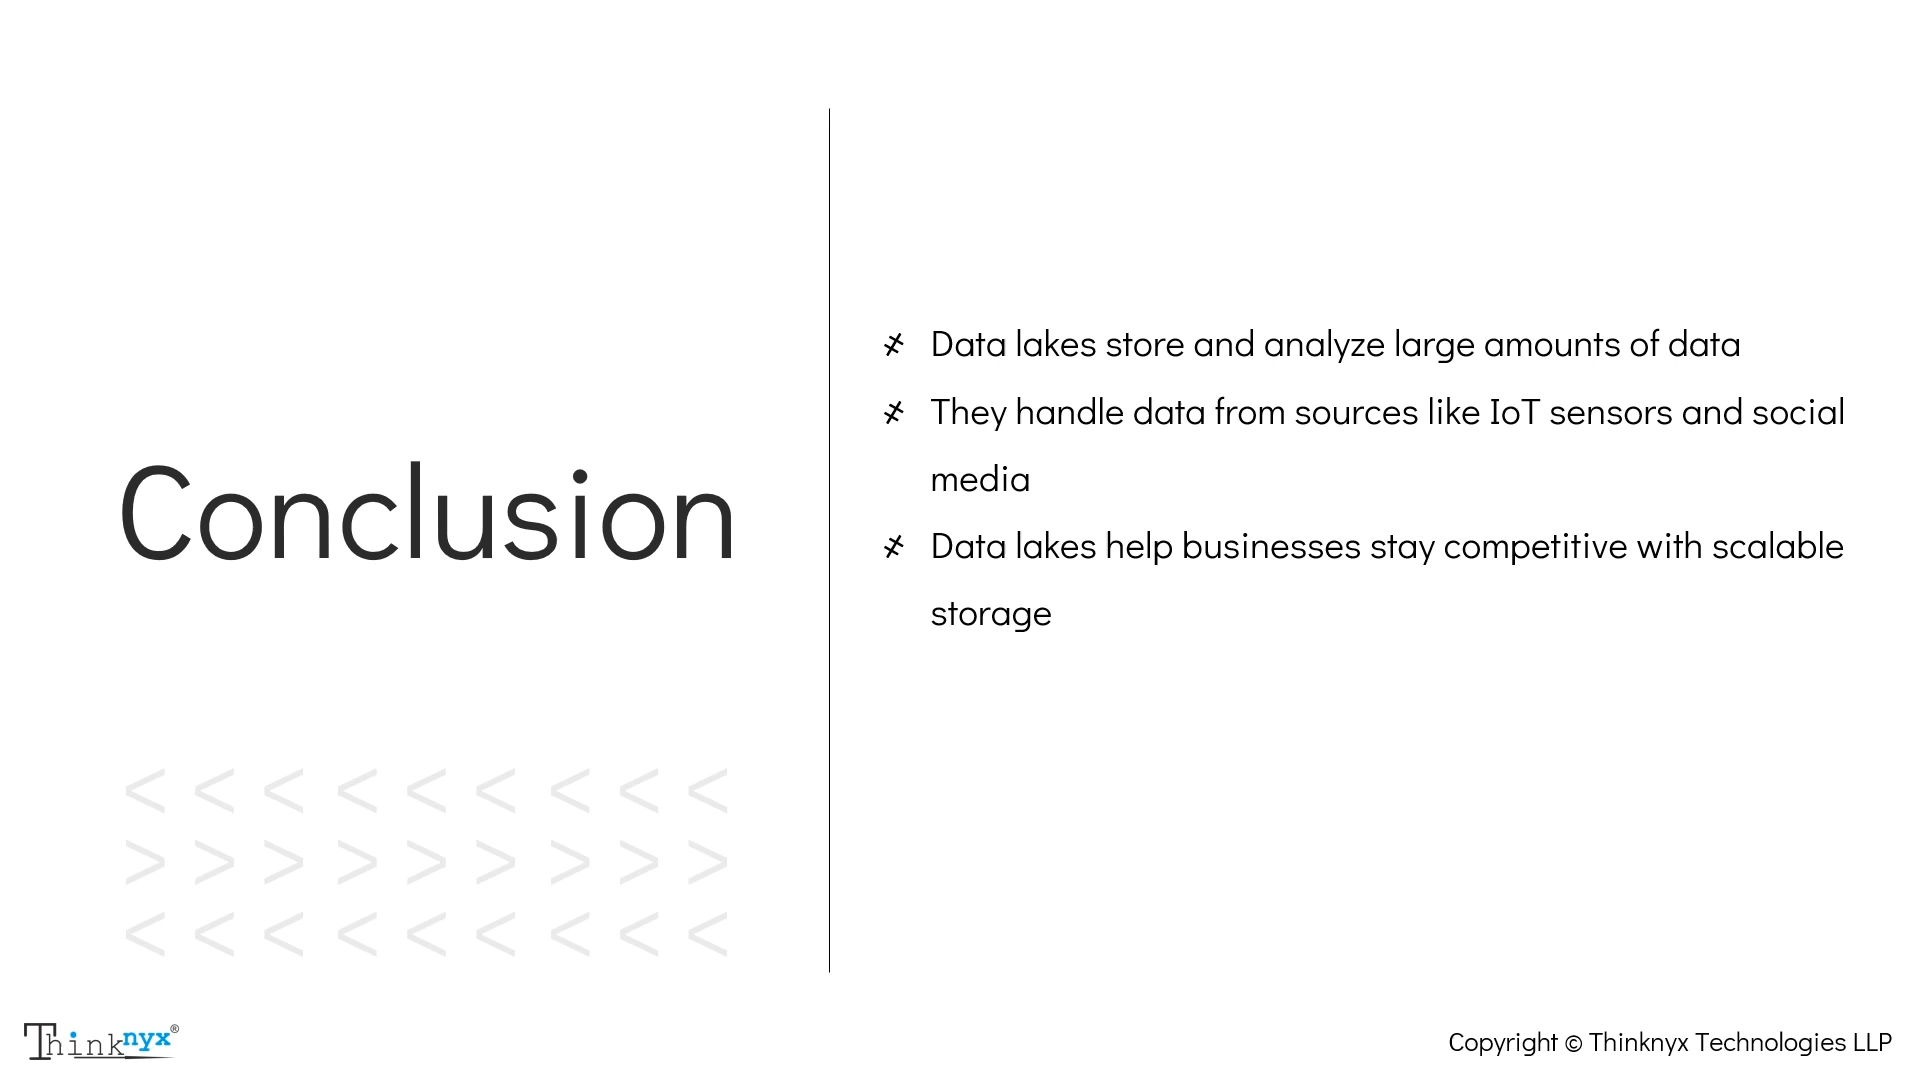 Conclusion
Data lakes store and analyze large amounts of data
They handle data from sources like IoT sensors and social
media
Data lakes help businesses stay competitive with scalable
storage
< < < < < < < < <
> > > > > > > > >
< < < < < < < < <
Thinknyx®
Copyright © Thinknyx Technologies LLP